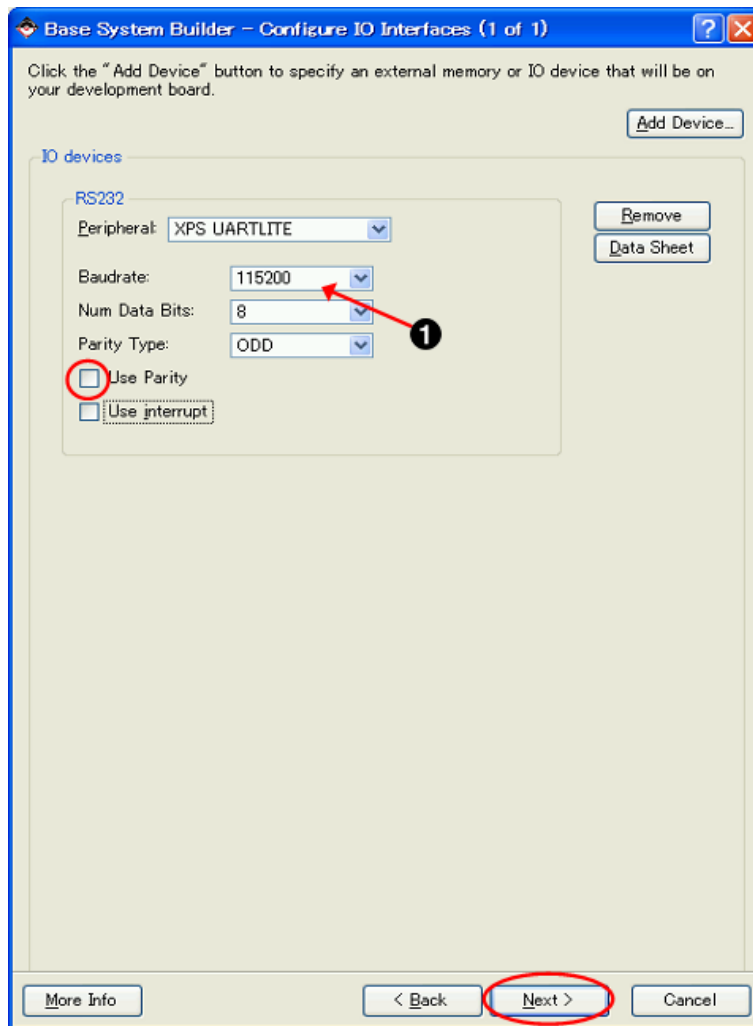 Base System Builder - Configure IO Interfaces (1 of 1)
Click the "Add Device" button to specify an external memory or IO device that will be on
your development board.
Add Device...
IO devices
RS232
Peripheral: XPS UARTLITE
Remove
Data Sheet
Baudrate: 115200
Num Data Bits: 8
1
Parity Type: ODD
Use Parity
Use interrupt
More Info
< Back
Next >
Cancel